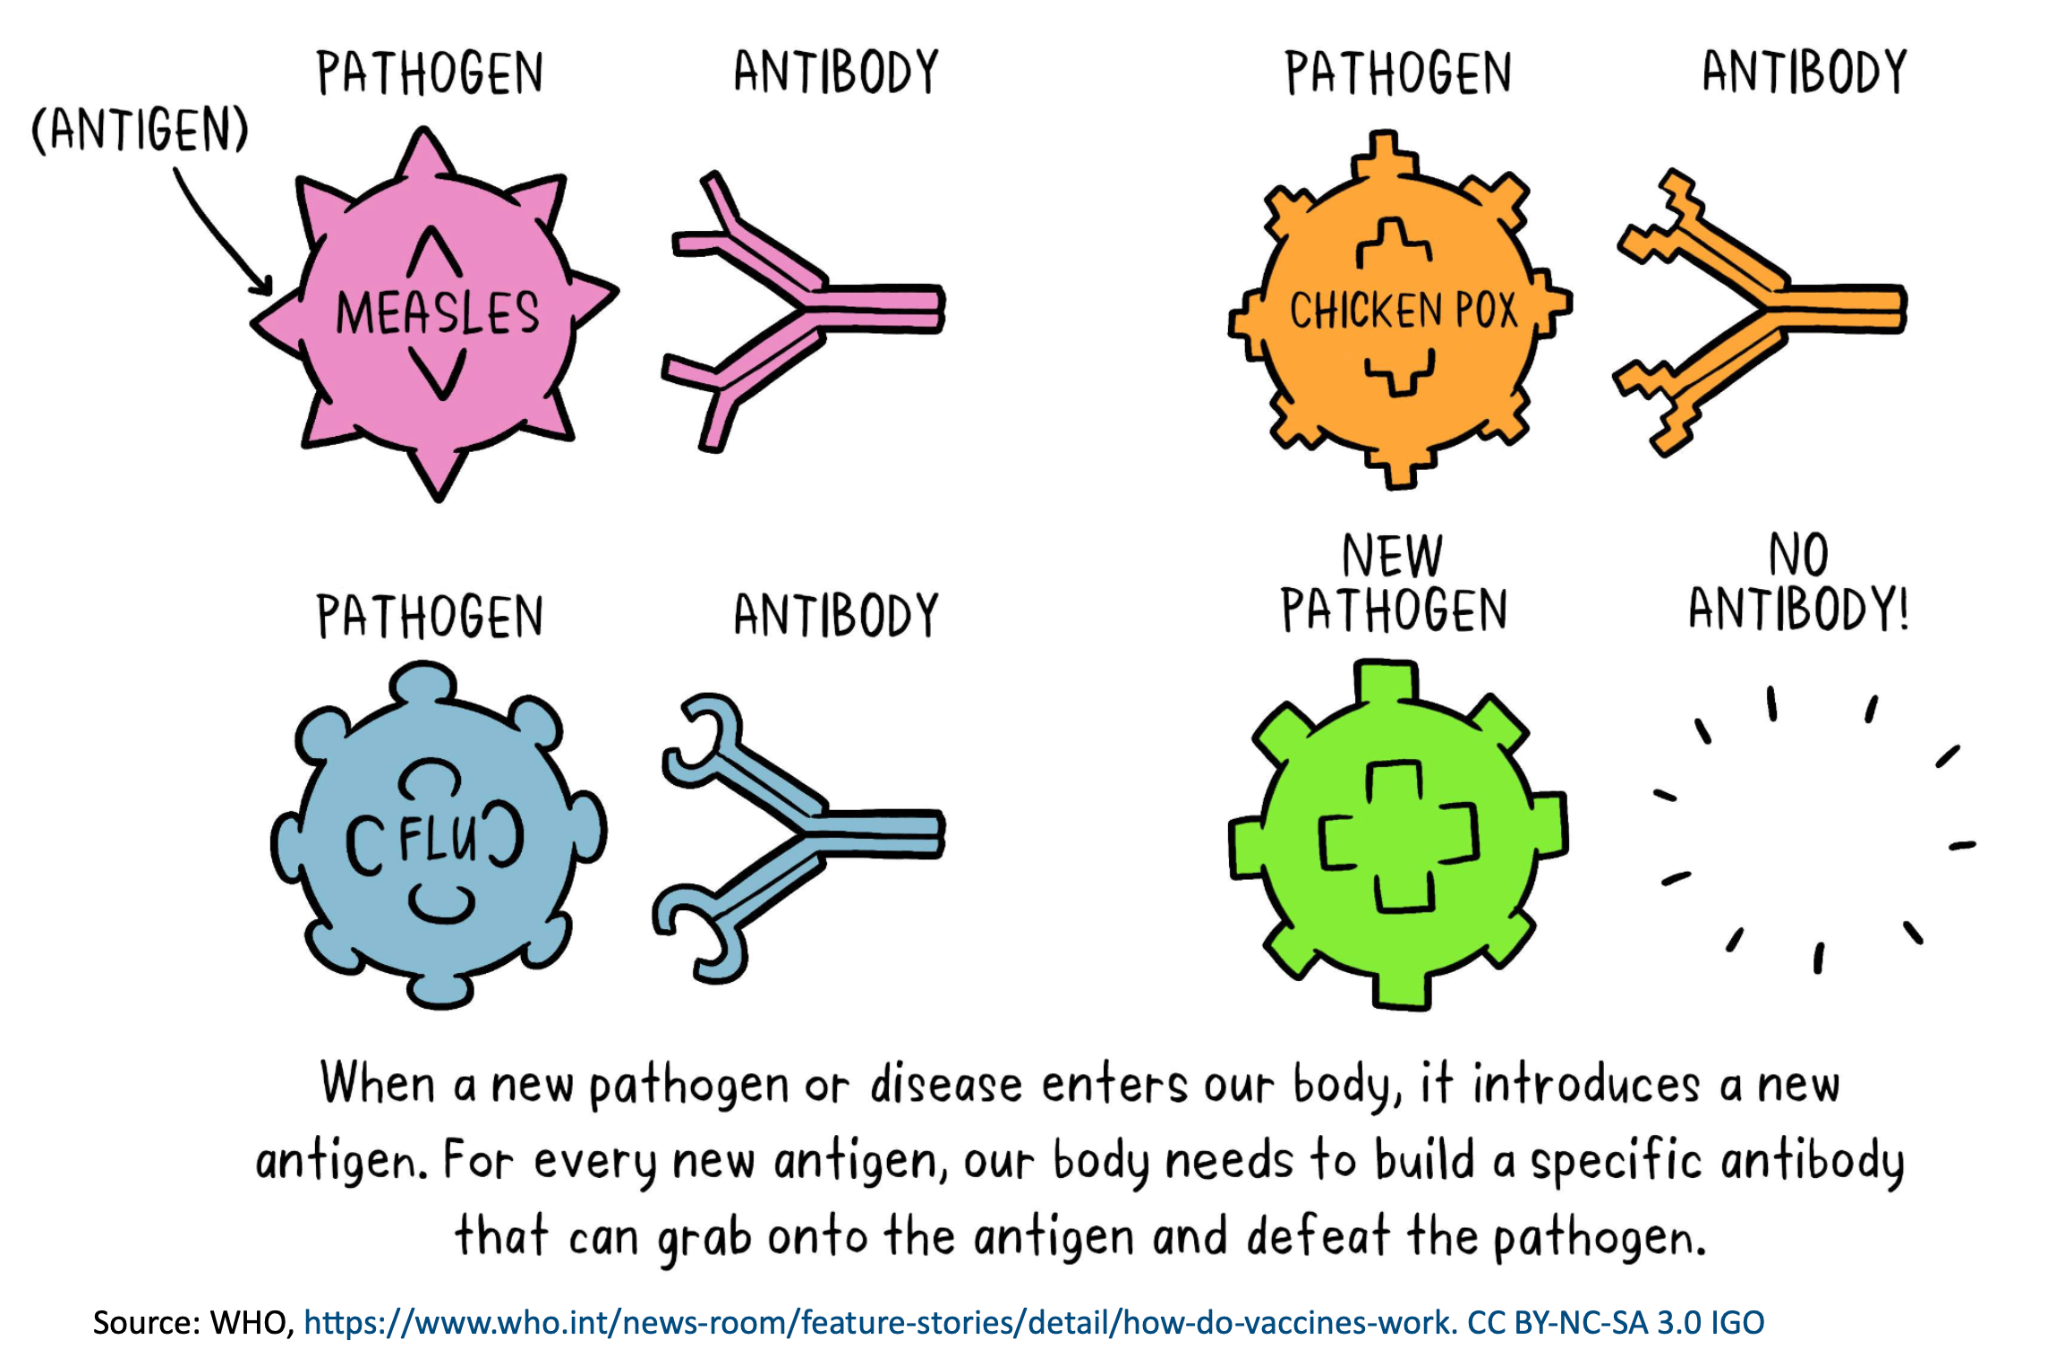 PATHOGEN
ANTIBODY
(ANTIGEN)
MEASLES
PATHOGEN
ANTIBODY
CHICKEN POX
PATHOGEN
ANTIBODY
FLU
NEW
PATHOGEN
NO
ANTIBODY!
When a new pathogen or disease enters our body, it introduces a new
antigen. For every new antigen, our body needs to build a specific antibody
that can grab onto the antigen and defeat the pathogen.
Source: WHO, https://www.who.int/news-room/feature-stories/detail/how-do-vaccines-work. CC BY-NC-SA 3.0 IGO